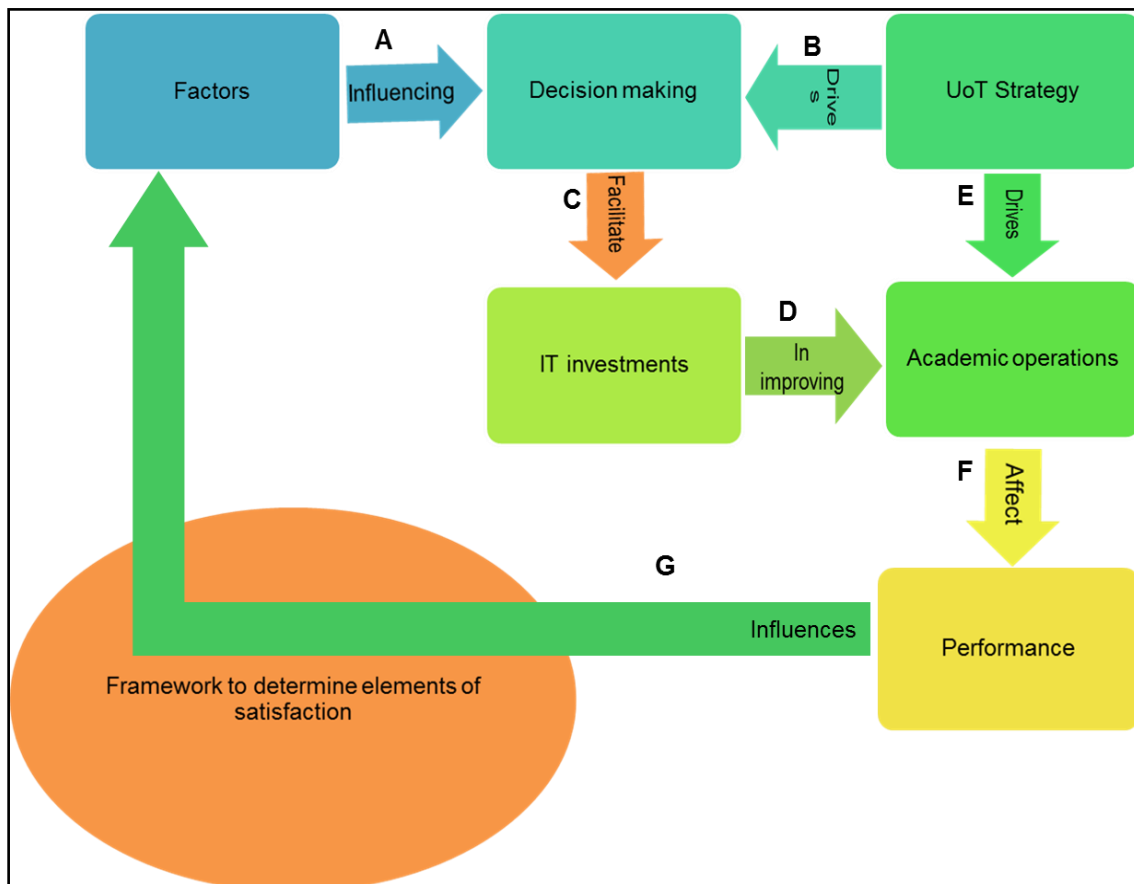 A
B
Factors
Influencing
Decision making
Drive
s
UoT Strategy
C
Facilitate
E
Drives
D
IT investments
In
improving
Academic operations
F
Affect
G
Influences
Performance
Framework to determine elements of
satisfaction